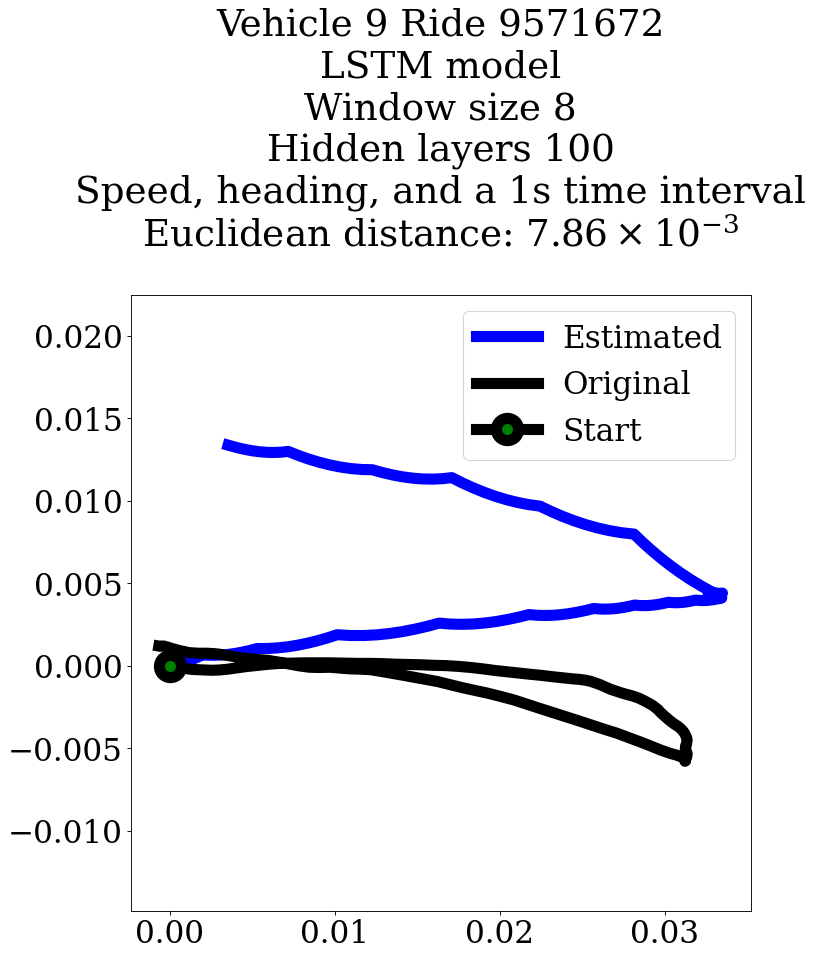 Vehicle 9 Ride 9571672
LSTM model
Window size 8
Hidden layers 100
Speed, heading, and a 1s time interval
Euclidean distance: 7.86 × 10⁻³
Estimated
Original
Start
0.020
0.015
0.010
0.005
0.000
−0.005
−0.010
0.00 0.01 0.02 0.03